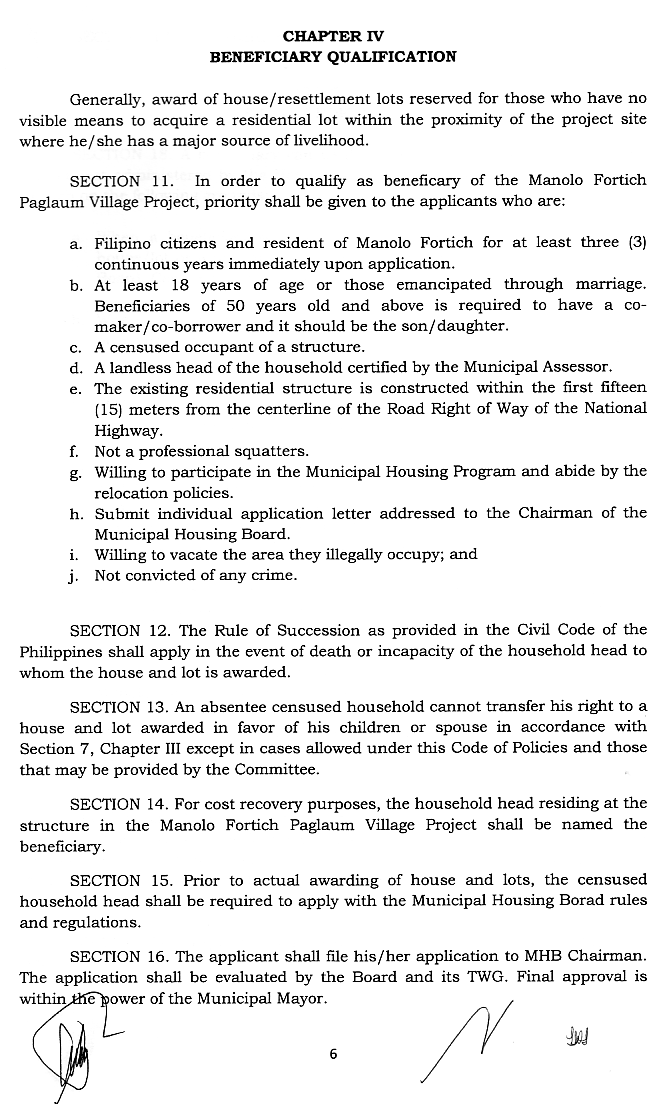 CHAPTER IV
BENEFICIARY QUALIFICATION
Generally, award of house/resettlement lots reserved for those who have no
visible means to acquire a residential lot within the proximity of the project site
where he/she has a major source of livelihood.
SECTION 11. In order to qualify as beneficary of the Manolo Fortich
Paglaum Village Project, priority shall be given to the applicants who are:
a. Filipino citizens and resident of Manolo Fortich for at least three (3)
continuous years immediately upon application.
b. At least 18 years of age or those emancipated through marriage.
Beneficiaries of 50 years old and above is required to have a co-
maker/co-borrower and it should be the son/daughter.
c. A censused occupant of a structure.
d. A landless head of the household certified by the Municipal Assessor.
e. The existing residential structure is constructed within the first fifteen
(15) meters from the centerline of the Road Right of Way of the National
Highway.
f. Not a professional squatters.
g. Willing to participate in the Municipal Housing Program and abide by the
relocation policies.
h. Submit individual application letter addressed to the Chairman of the
Municipal Housing Board.
i. Willing to vacate the area they illegally occupy; and
j. Not convicted of any crime.
SECTION 12. The Rule of Succession as provided in the Civil Code of the
Philippines shall apply in the event of death or incapacity of the household head to
whom the house and lot is awarded.
SECTION 13. An absentee censused household cannot transfer his right to a
house and lot awarded in favor of his children or spouse in accordance with
Section 7, Chapter III except in cases allowed under this Code of Policies and those
that may be provided by the Committee.
SECTION 14. For cost recovery purposes, the household head residing at the
structure in the Manolo Fortich Paglaum Village Project shall be named the
beneficiary.
SECTION 15. Prior to actual awarding of house and lots, the censused
household head shall be required to apply with the Municipal Housing Borad rules
and regulations.
SECTION 16. The applicant shall file his/her application to MHB Chairman.
The application shall be evaluated by the Board and its TWG. Final approval is
within the power of the Municipal Mayor.
6